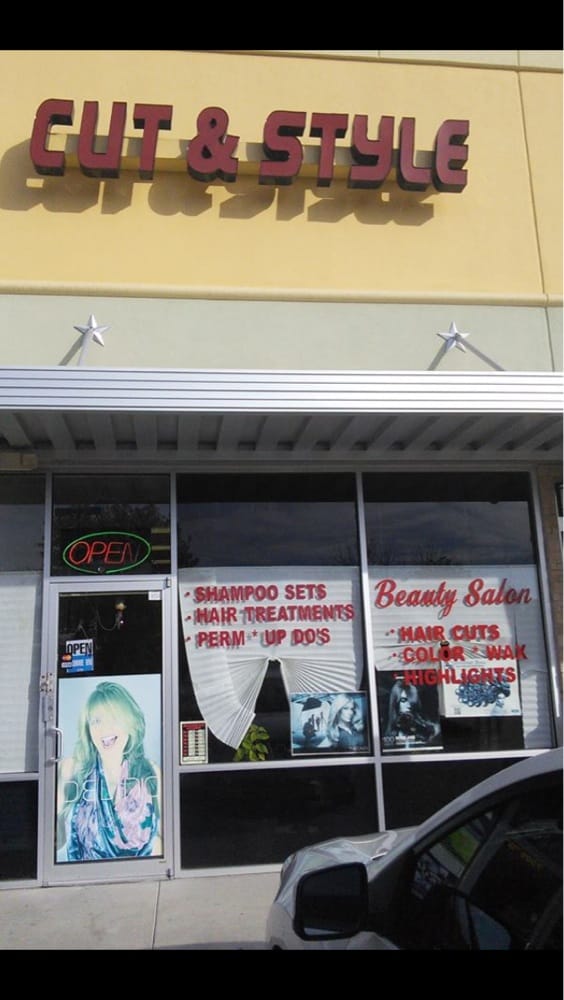 CUT & STYLE
OPEN
· SHAMPOO SETS
· HAIR TREATMENTS
· PERM * UP DO'S
Beauty Salon
· HAIR CUTS
· COLOR * WAX
* HIGHLIGHTS
OPEN